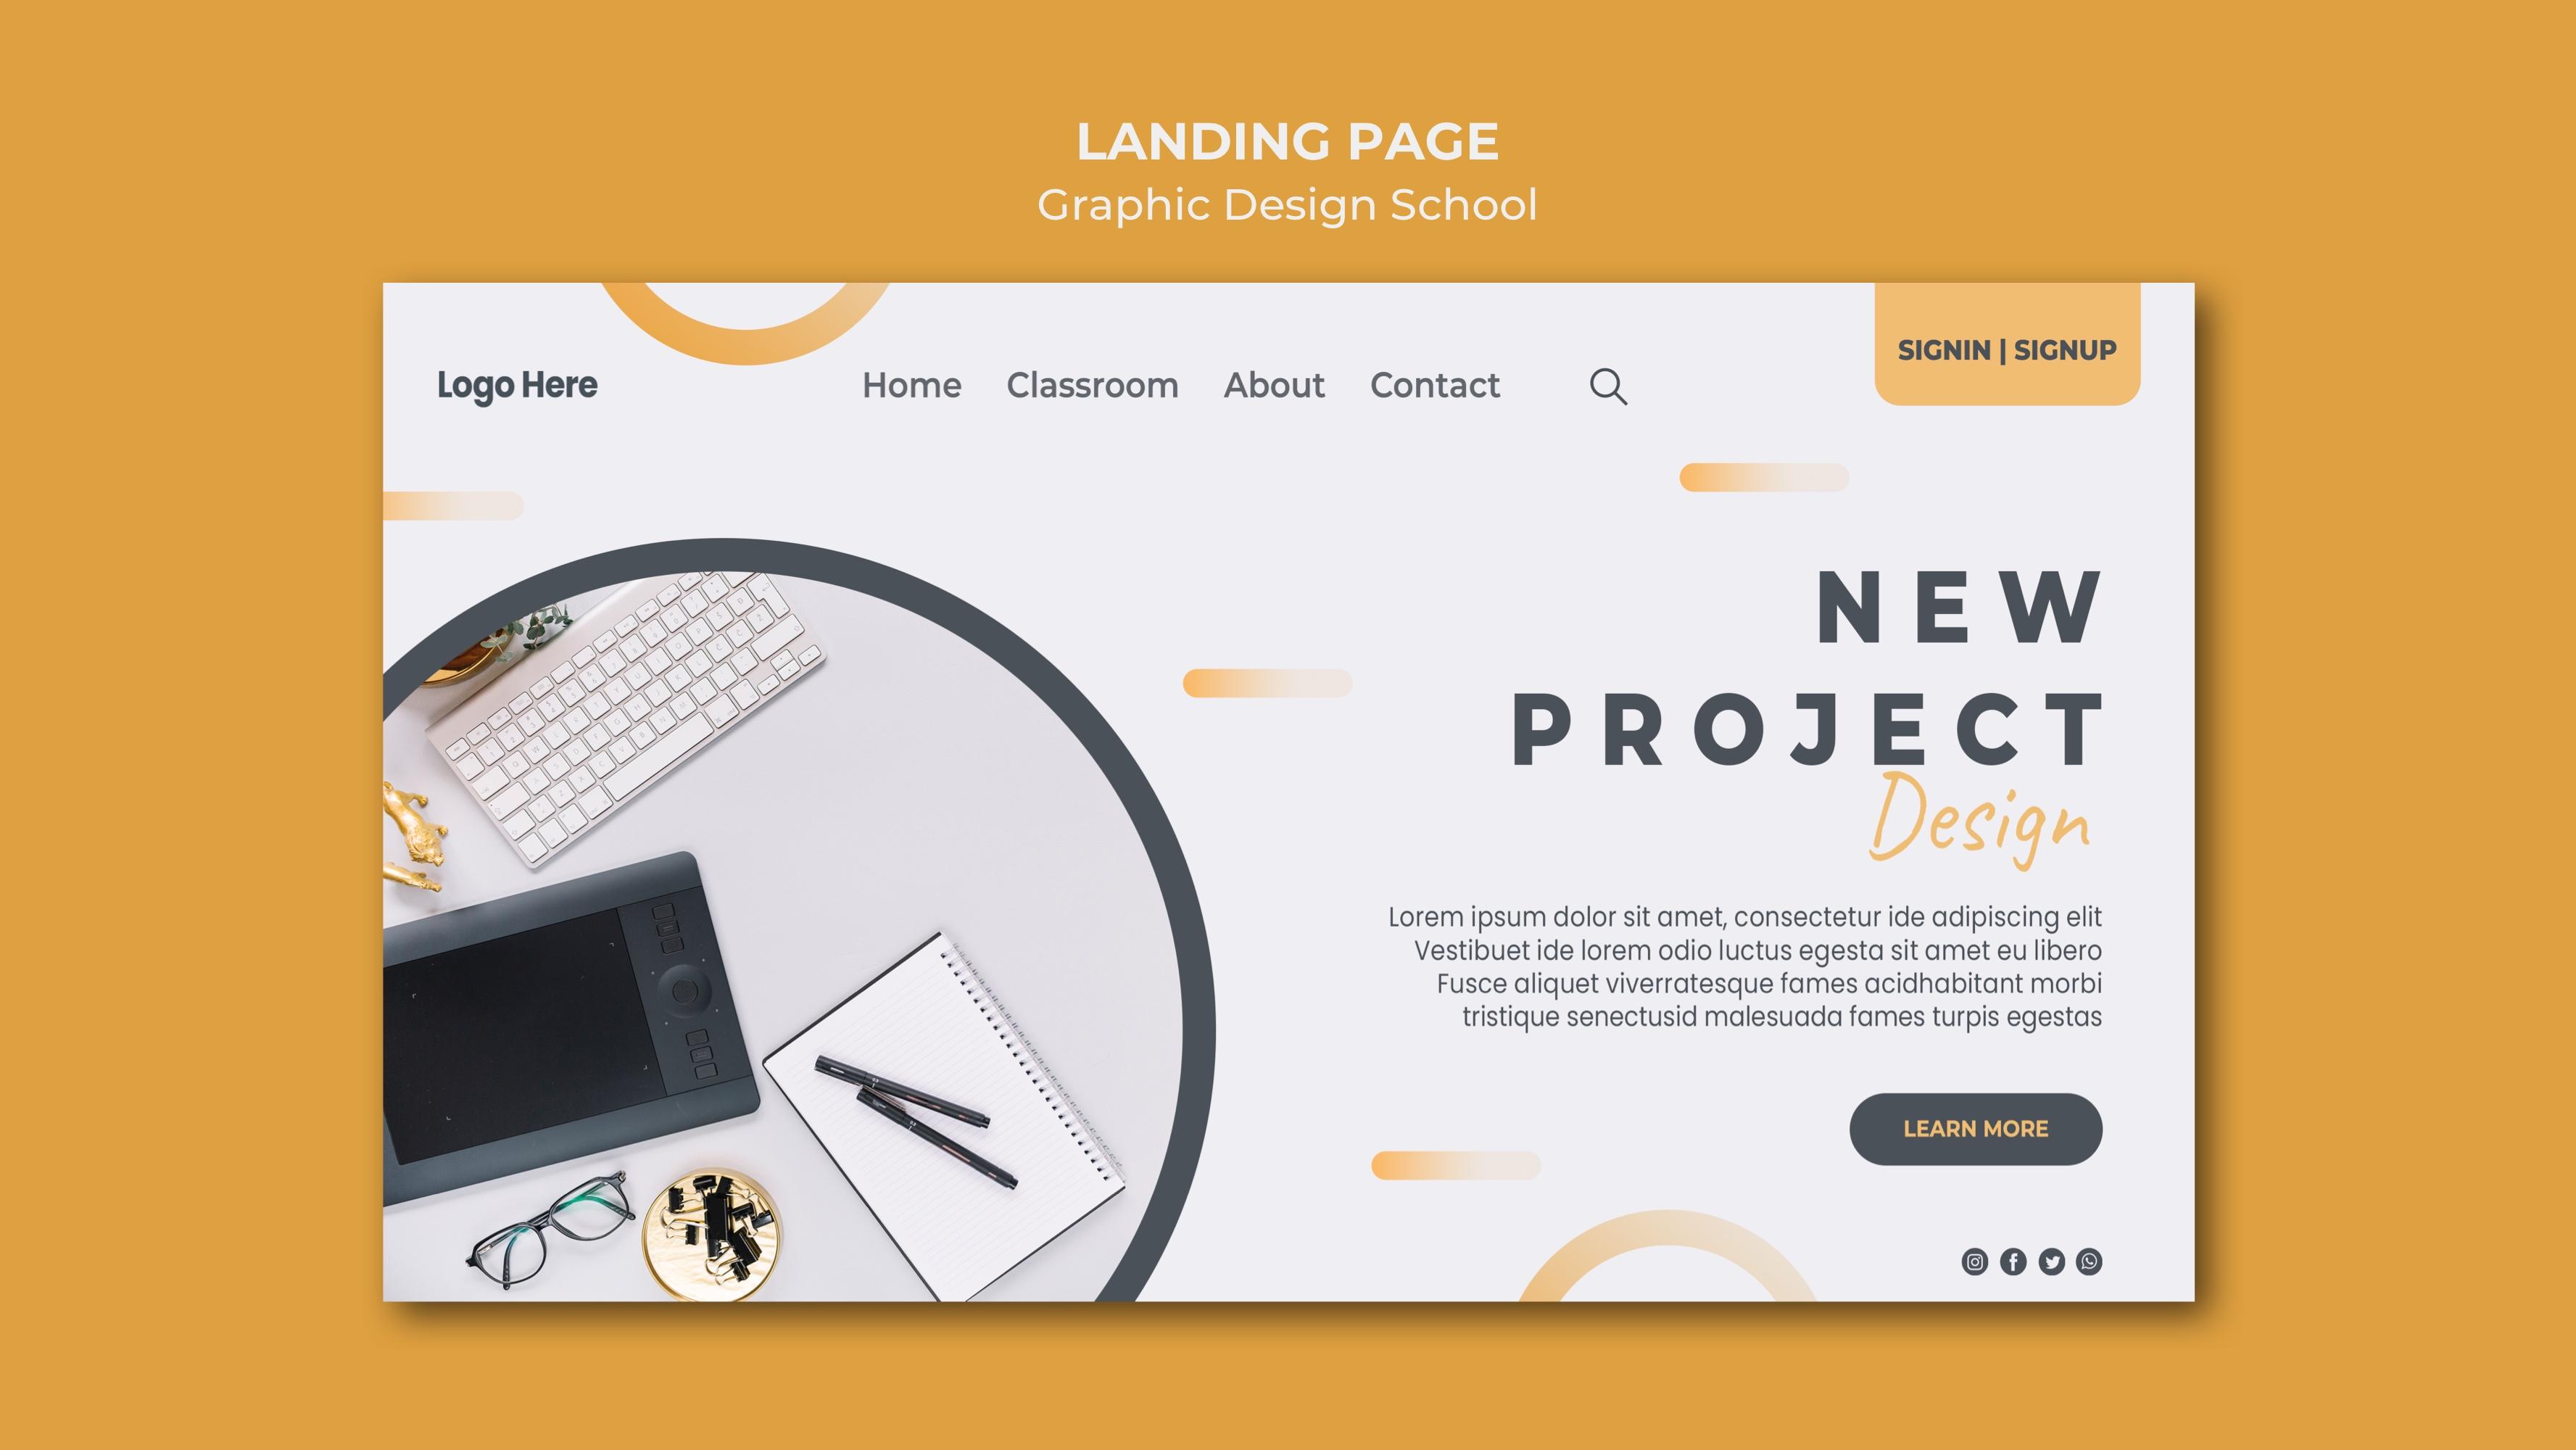 LANDING PAGE
Graphic Design School
SIGNIN | SIGNUP
Logo Here
Home Classroom About Contact
NEW
PROJECT
Design
Lorem ipsum dolor sit amet, consectetur ide adipiscing elit
Vestibuet ide lorem odio luctus egesta sit amet eu libero
Fusce aliquet viverratesque fames acidhabitant morbi
tristique senectusid malesuada fames turpis egestas
LEARN MORE